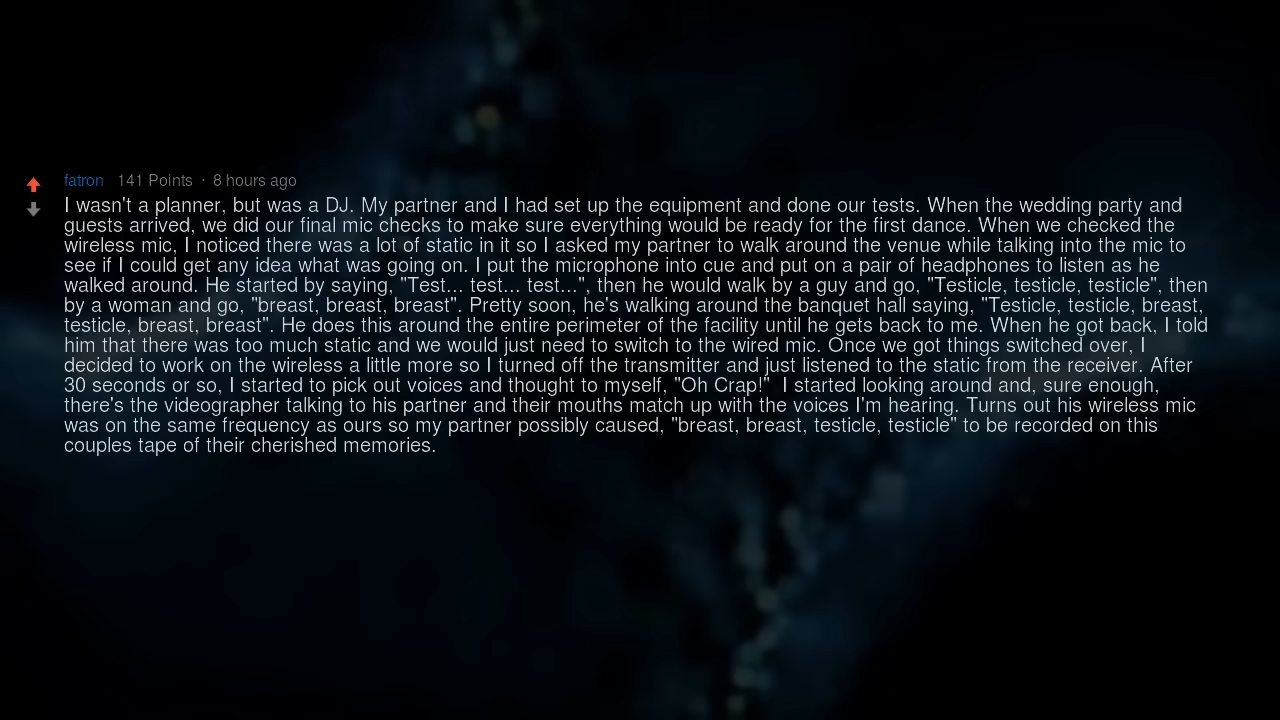 fatron 141 Points · 8 hours ago
I wasn't a planner, but was a DJ. My partner and I had set up the equipment and done our tests. When the wedding party and
guests arrived, we did our final mic checks to make sure everything would be ready for the first dance. When we checked the
wireless mic, I noticed there was a lot of static in it so I asked my partner to walk around the venue while talking into the mic to
see if I could get any idea what was going on. I put the microphone into cue and put on a pair of headphones to listen as he
walked around. He started by saying, "Test... test... test...", then he would walk by a guy and go, "Testicle, testicle, testicle", then
by a woman and go, "breast, breast, breast". Pretty soon, he's walking around the banquet hall saying, "Testicle, testicle, breast,
testicle, breast, breast". He does this around the entire perimeter of the facility until he gets back to me. When he got back, I told
him that there was too much static and we would just need to switch to the wired mic. Once we got things switched over, I
decided to work on the wireless a little more so I turned off the transmitter and just listened to the static from the receiver. After
30 seconds or so, I started to pick out voices and thought to myself, "Oh Crap!"  I started looking around and, sure enough,
there's the videographer talking to his partner and their mouths match up with the voices I'm hearing. Turns out his wireless mic
was on the same frequency as ours so my partner possibly caused, "breast, breast, testicle, testicle" to be recorded on this
couples tape of their cherished memories.